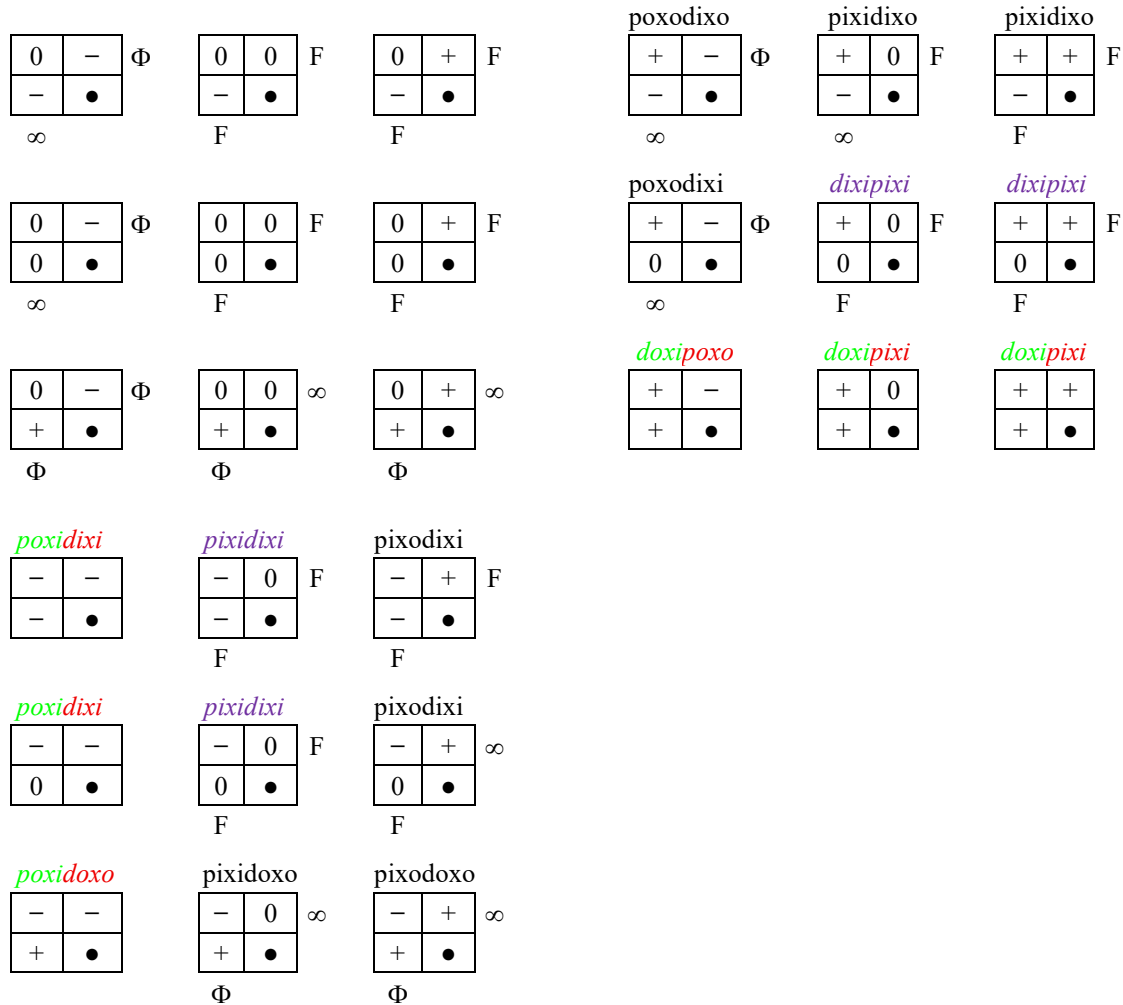 poxodixo pixidixo pixidixo
0 − Φ 0 0 F 0 + F + − Φ + 0 F + + F
− ● − ● − ● − ● − ● − ●
∞ F F ∞ ∞ F
poxodixi dixipixi dixipixi
0 − Φ 0 0 F 0 + F + − Φ + 0 F + + F
0 ● 0 ● 0 ● 0 ● 0 ● 0 ●
∞ F F ∞ F F
doxipoxo doxipixi doxipixi
0 − Φ 0 0 ∞ 0 + ∞ + − + 0 + +
+ ● + ● + ● + ● + ● + ●
Φ Φ Φ
poxidixi pixidixi pixodixi
− − − 0 F − + F
− ● − ● − ●
F F
poxidixi pixidixi pixodixi
− − − 0 F − + ∞
0 ● 0 ● 0 ●
F F
poxidoxo pixidoxo pixodoxo
− − − 0 ∞ − + ∞
+ ● + ● + ●
Φ Φ